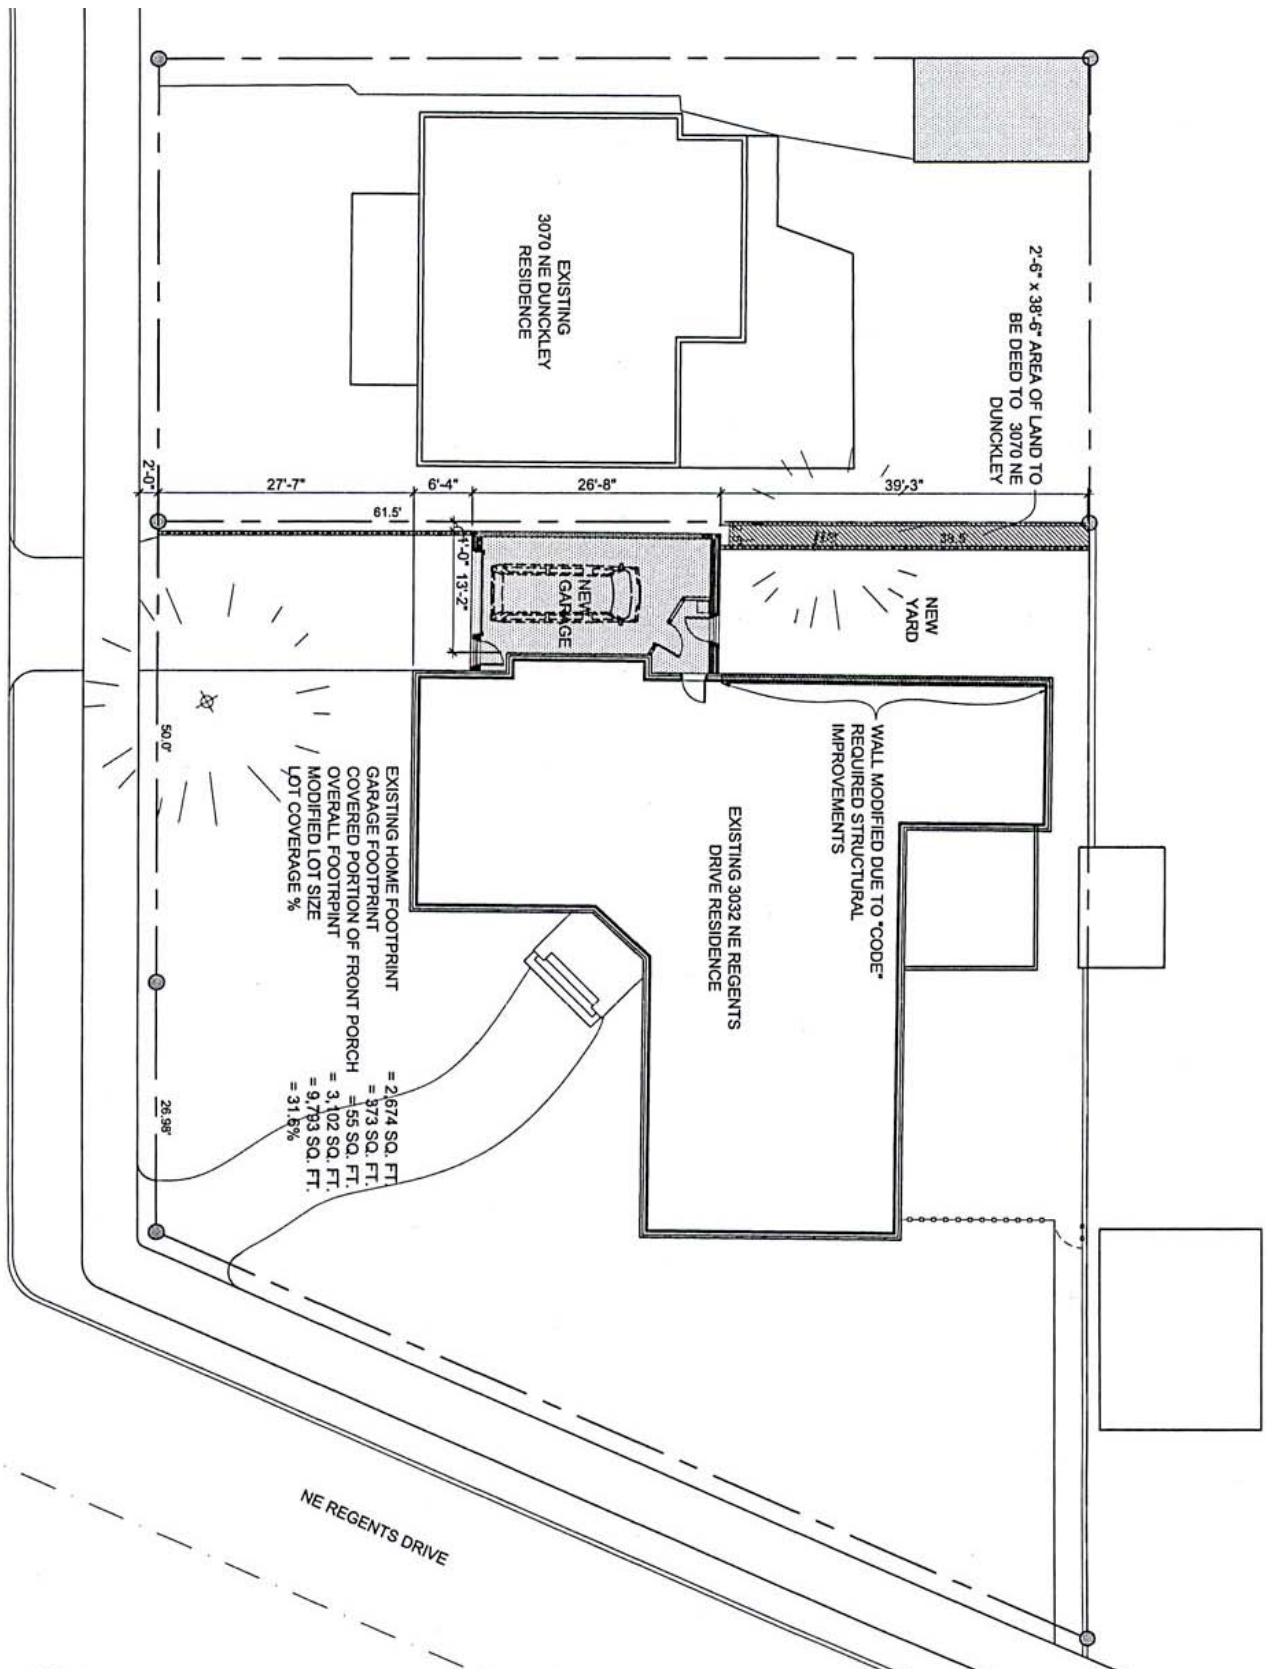 2'-6" x 38'-6" AREA OF LAND TO
BE DEED TO 3070 NE
DUNCKLEY
EXISTING
3070 NE DUNCKLEY
RESIDENCE
2'-0"
27'-7"
6'-4"
26'-8"
39'-3"
61.5'
1'-0"
13'-2"
38.5'
NEW
GARAGE
NEW
YARD
WALL MODIFIED DUE TO "CODE"
REQUIRED STRUCTURAL
IMPROVEMENTS
EXISTING 3032 NE REGENTS
DRIVE RESIDENCE
50.0'
26.98'
EXISTING HOME FOOTPRINT = 2,674 SQ. FT.
GARAGE FOOTPRINT = 373 SQ. FT.
COVERED PORTION OF FRONT PORCH = 55 SQ. FT.
OVERALL FOOTRPINT = 3,102 SQ. FT.
MODIFIED LOT SIZE = 9,793 SQ. FT.
LOT COVERAGE % = 31.6%
NE REGENTS DRIVE